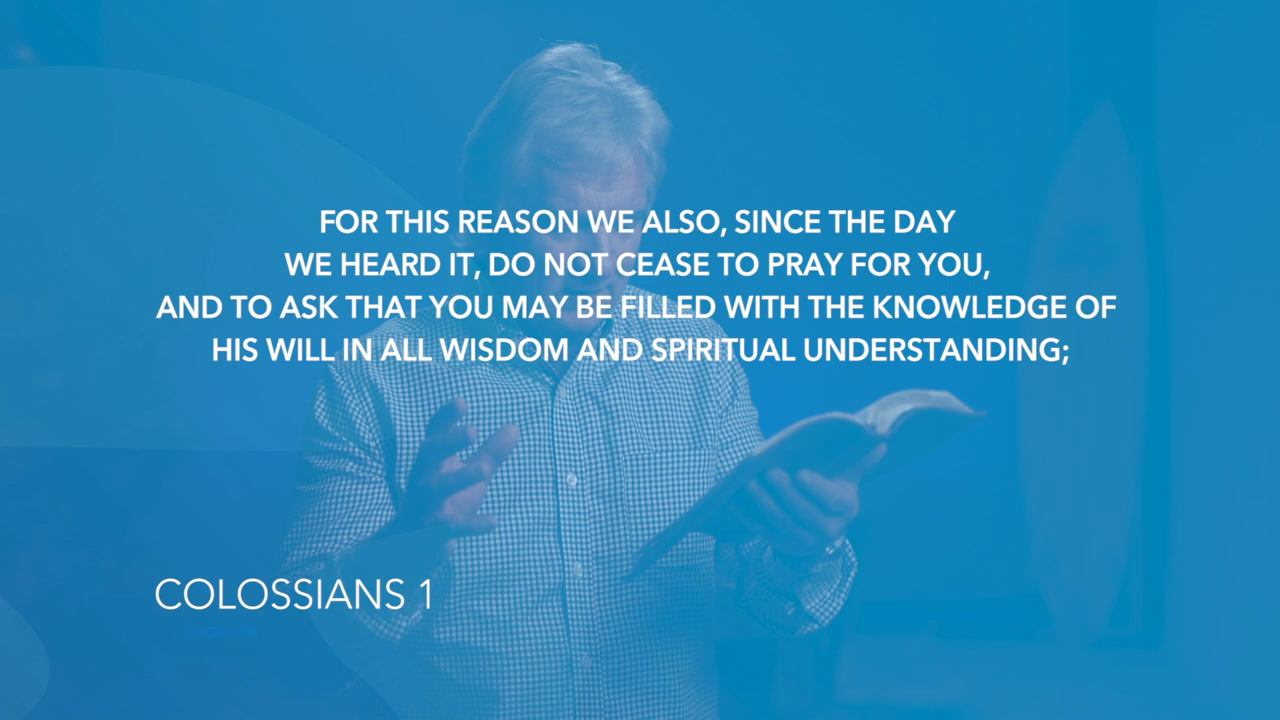 FOR THIS REASON WE ALSO, SINCE THE DAY
WE HEARD IT, DO NOT CEASE TO PRAY FOR YOU,
AND TO ASK THAT YOU MAY BE FILLED WITH THE KNOWLEDGE OF
HIS WILL IN ALL WISDOM AND SPIRITUAL UNDERSTANDING;
COLOSSIANS 1